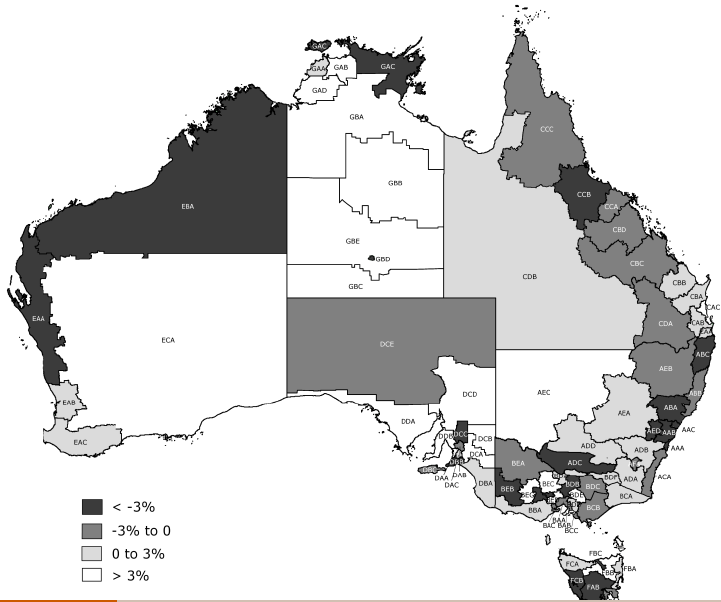 GAC
GAA
GAB
GAC
GAD
GBA
CCC
GBB
CCB
EBA
CCA
CBD
GBE
GBD
CBC
CDB
CBB
GBC
CBA
CAC
EAA
CAB
CDA
ECA
DCE
ABC
AEB
DCD
AEC
ABB
EAB
ABA
AEA
DDA
AED
AAB
AAC
DDB
DCC
DCB
EAC
ADD
ADB
AAA
DCA
BEA
ADC
DAB
DAA
DAC
DBA
BEB
BEC
BDB
BDC
BDF
ADA
ACA
BDE
BCA
BBA
BCB
BAA
BAC
BAB
BCC
< -3%
-3% to 0
0 to 3%
> 3%
FBC
FCA
FBB
FBA
FCB
FAB